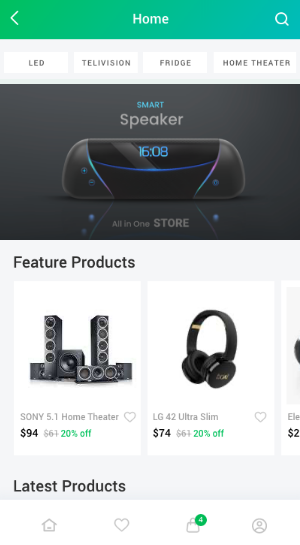 Home
LED
TELIVISION
FRIDGE
HOME THEATER
SMART
Speaker
16:08
All in One STORE
Feature Products
SONY 5.1 Home Theater
$94 $61 20% off
LG 42 Ultra Slim
$74 $61 20% off
Ele
$2
Latest Products
4